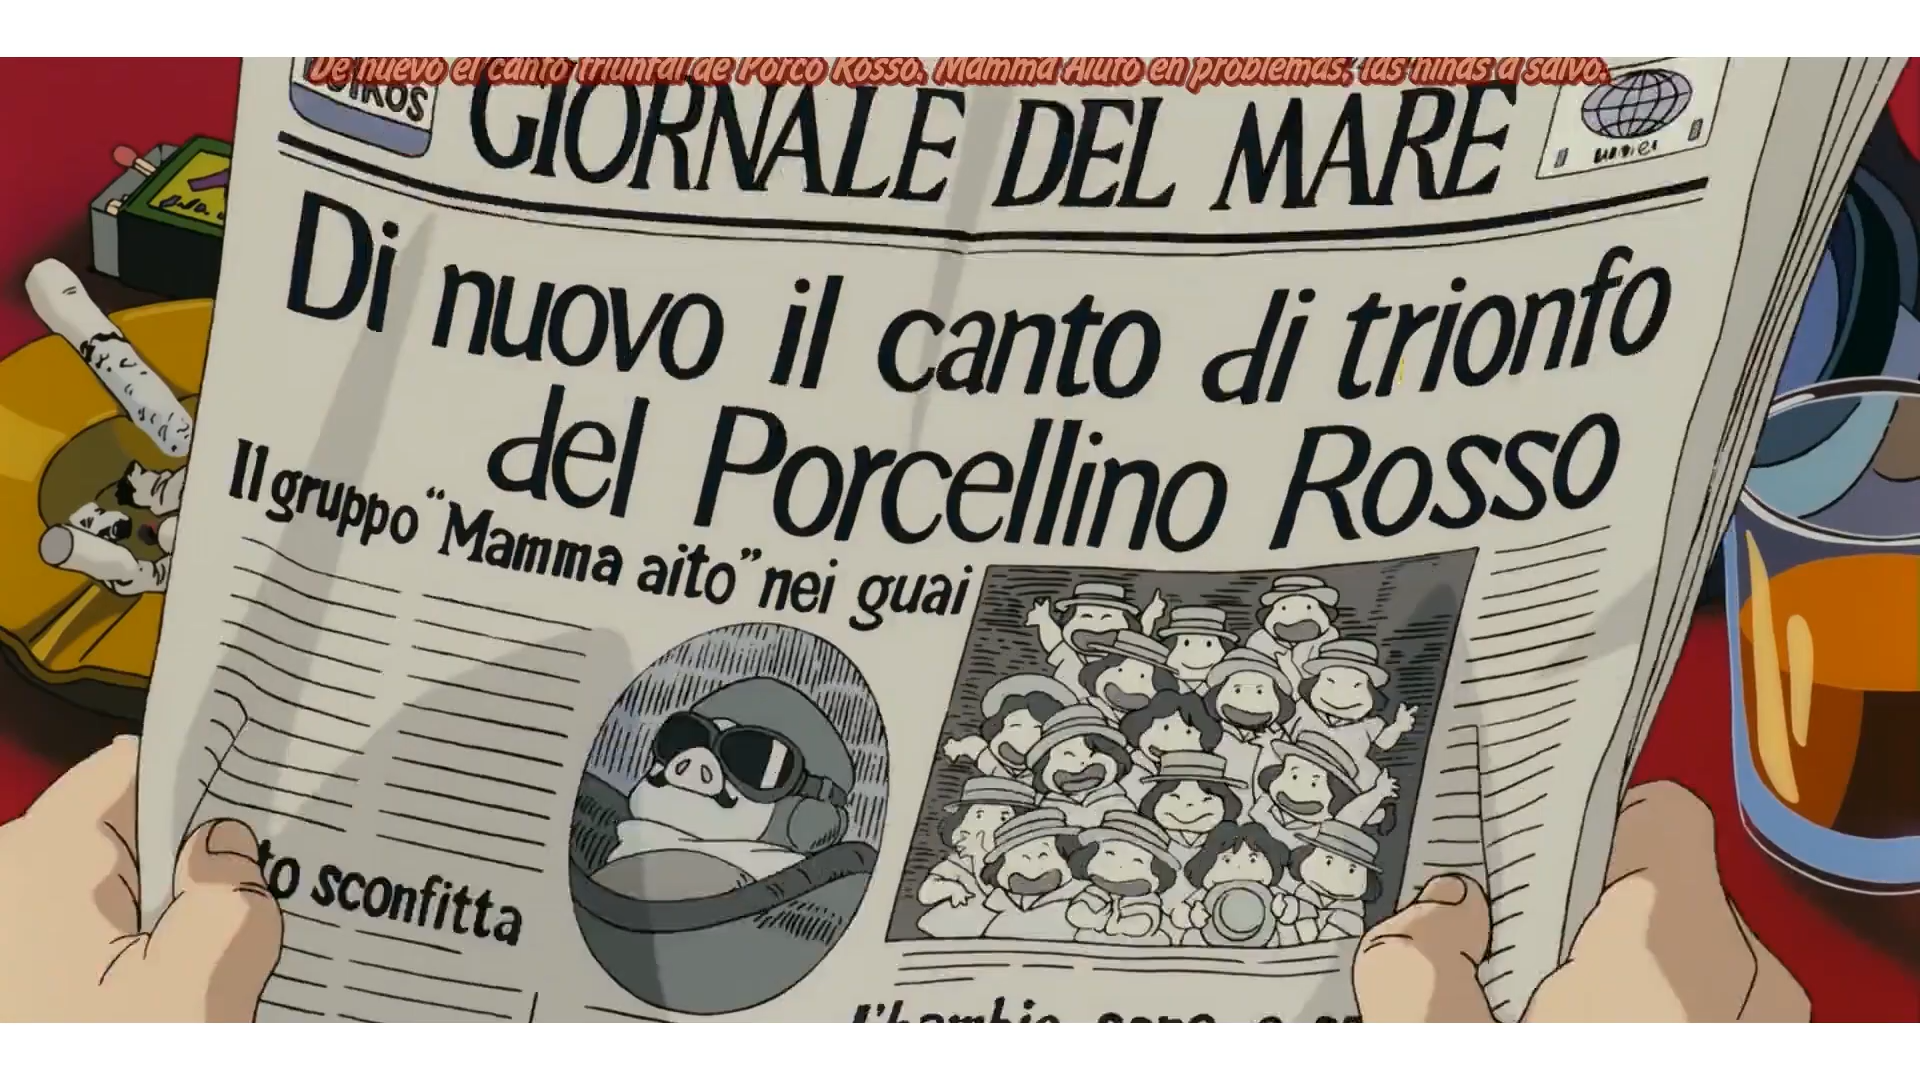 De nuevo el canto triunfal de Porco Rosso. Mamma Aiuto en problemas, las niñas a salvo.
GIORNALE DEL MARE
Di nuovo il canto di trionfo
del Porcellino Rosso
Il gruppo “Mamma aito” nei guai
to sconfitta